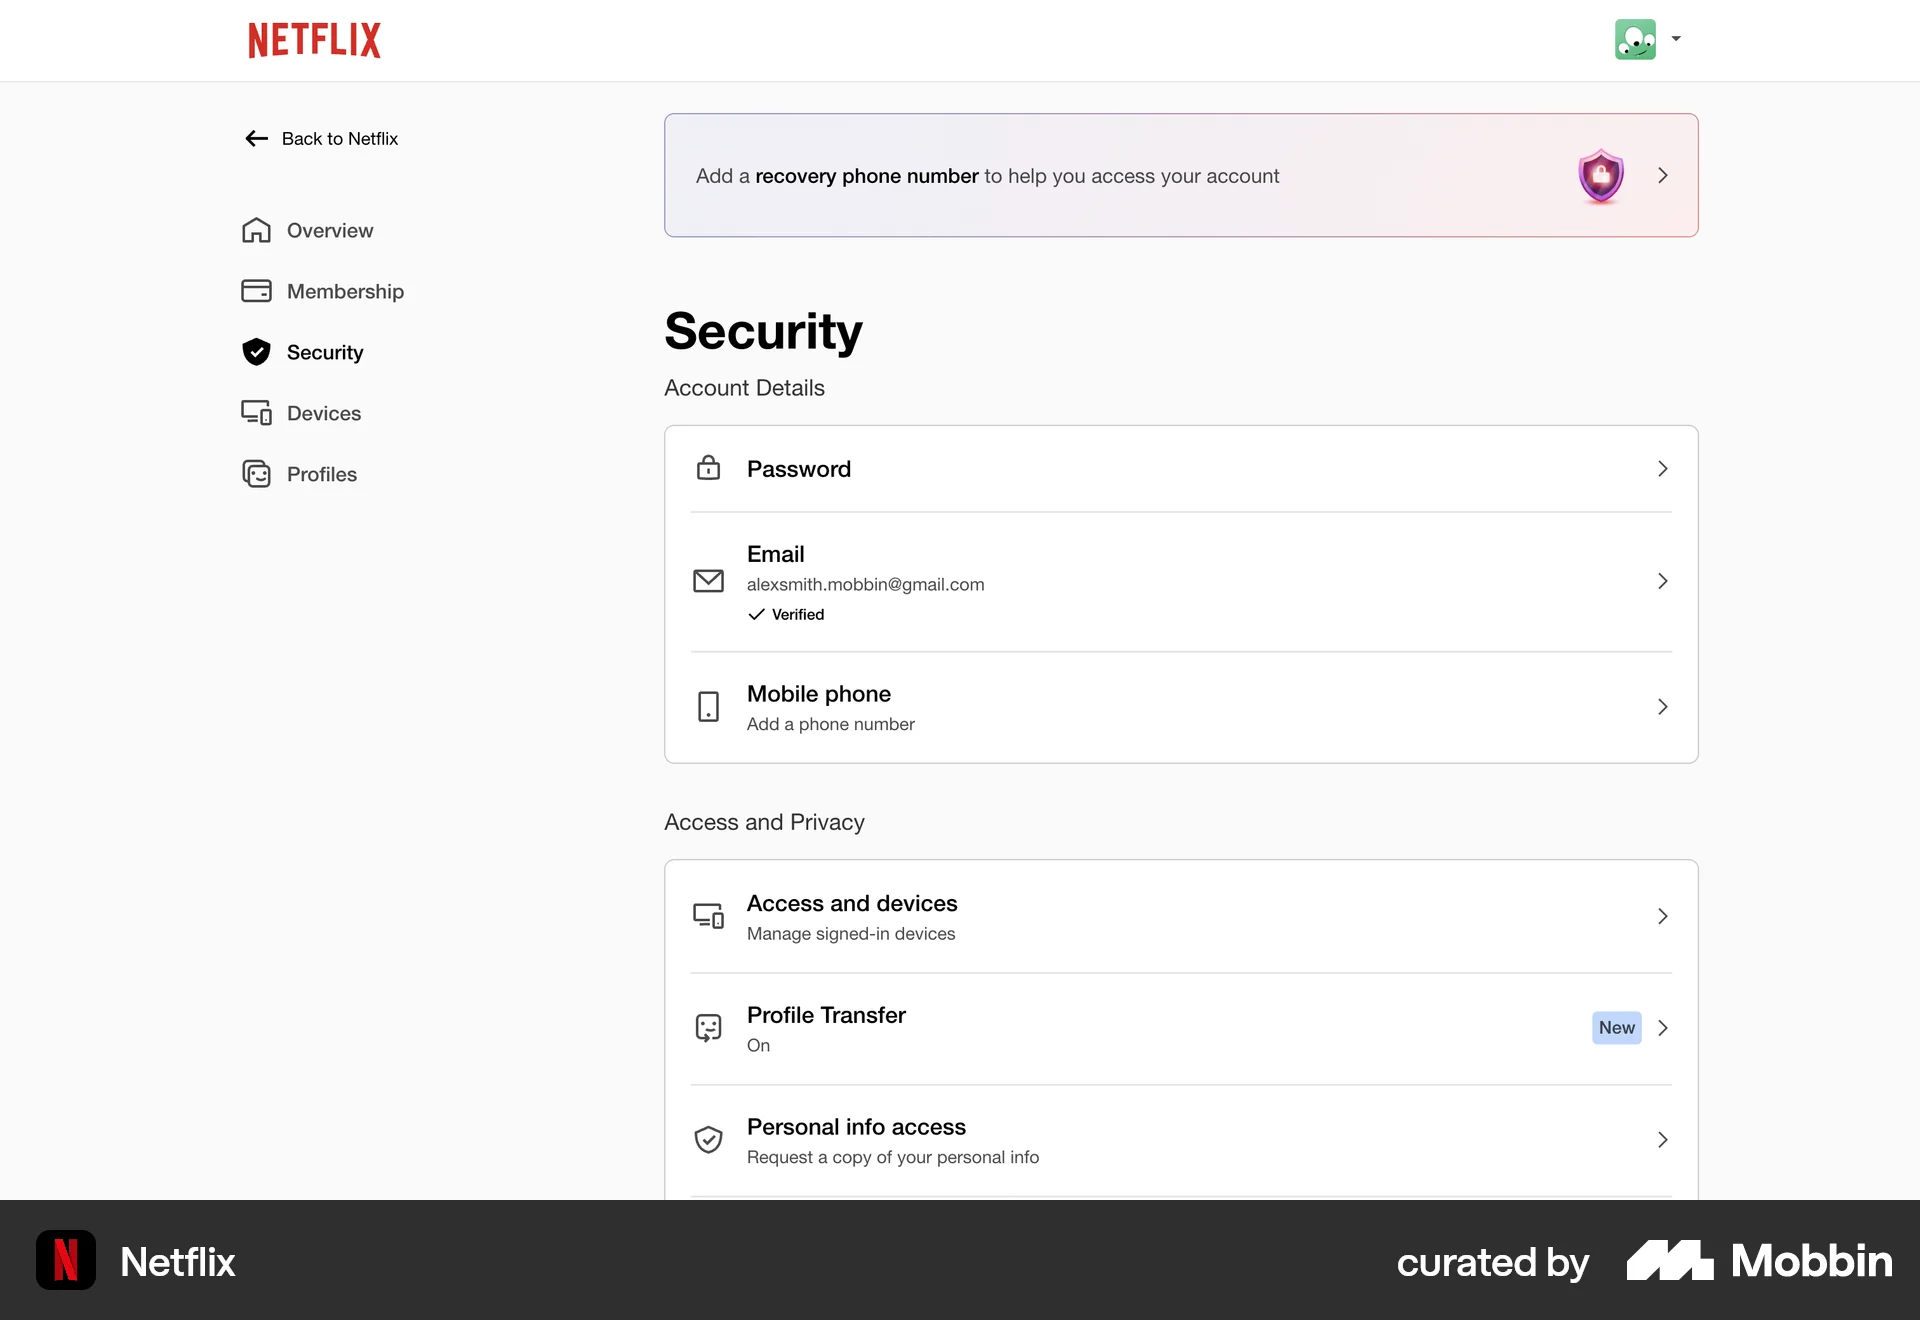 NETFLIX
Back to Netflix
Overview
Membership
Security
Devices
Profiles
Add a recovery phone number to help you access your account
Security
Account Details
Password
Email
alexsmith.mobbin@gmail.com
Verified
Mobile phone
Add a phone number
Access and Privacy
Access and devices
Manage signed-in devices
Profile Transfer
On
New
Personal info access
Request a copy of your personal info
N
Netflix
curated by
Mobbin